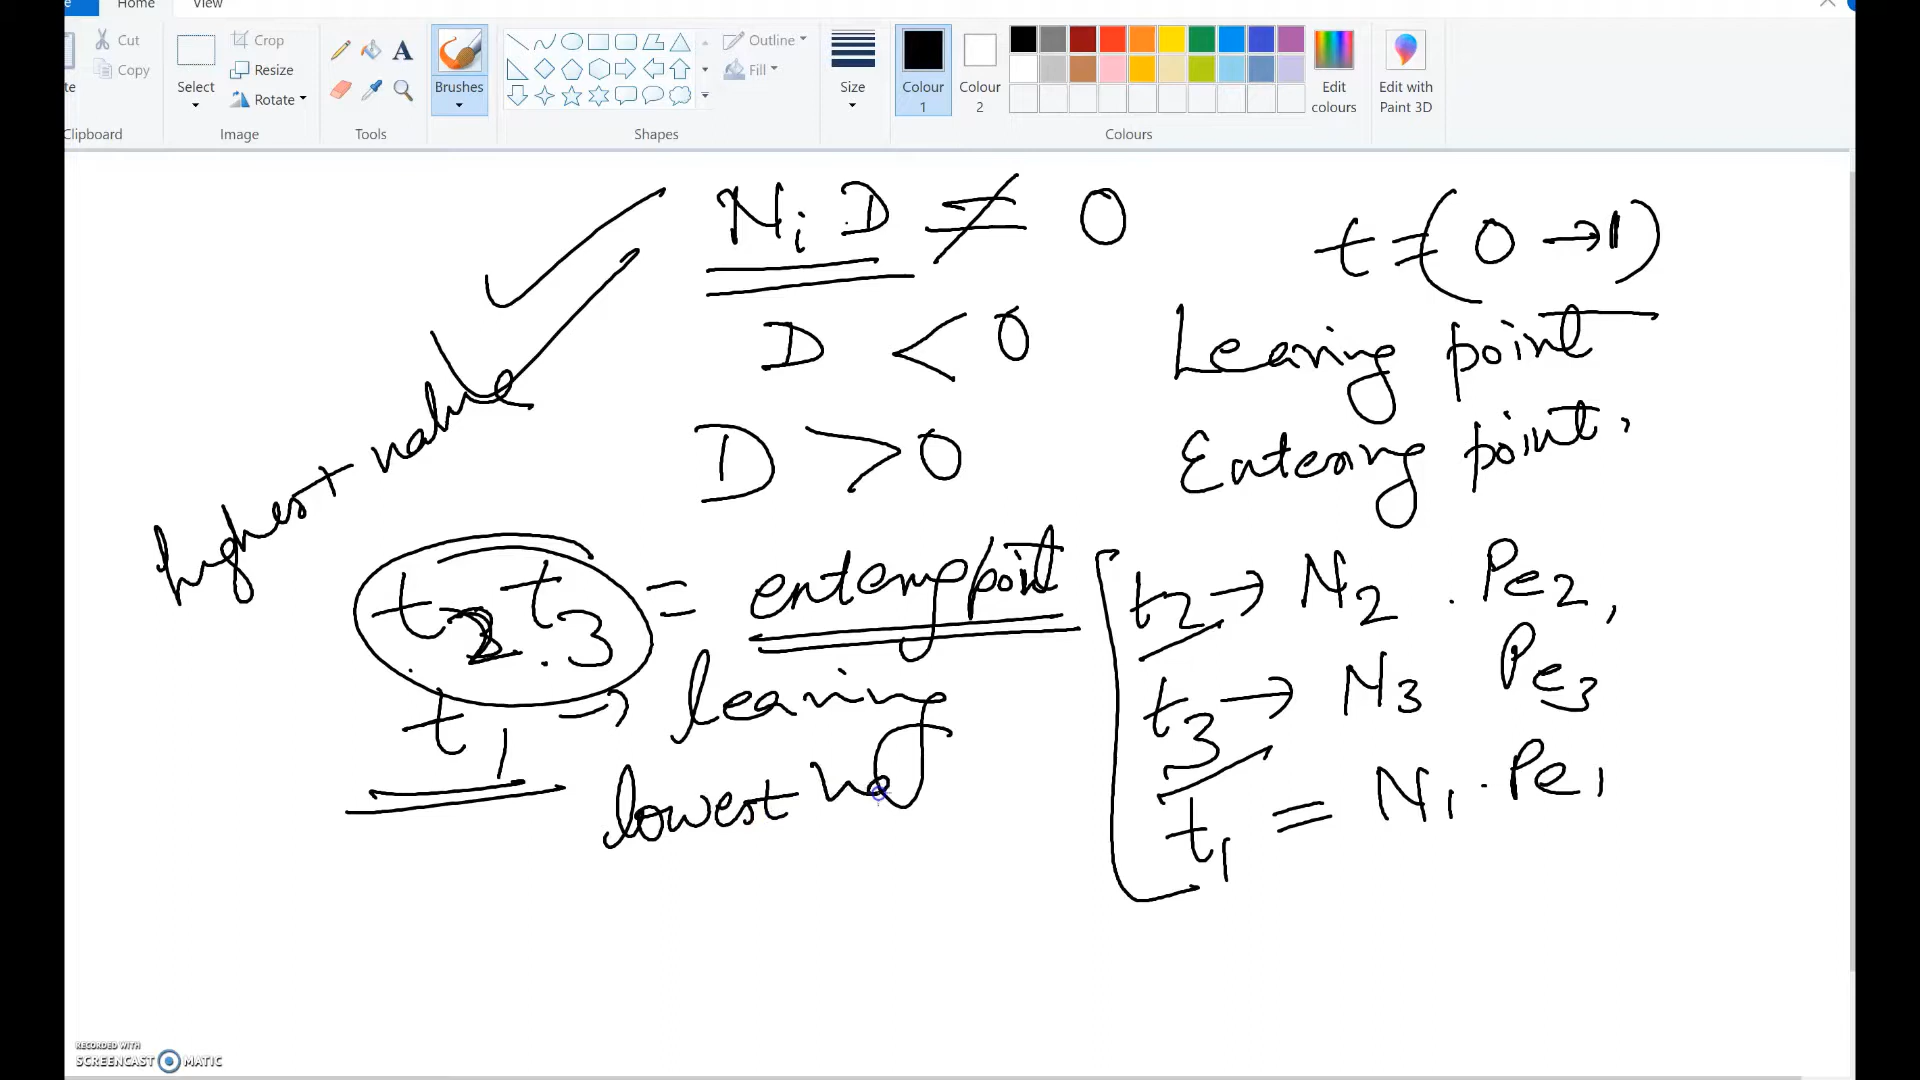 Home View
Cut
Copy
Clipboard
Select
Crop
Resize
Rotate
Image
Tools
Brushes
Shapes
Outline
Fill
Size
Colour 1
Colour 2
Edit colours
Colours
Edit with Paint 3D
Ni . D ≠ 0
t = (0 → 1)
D < 0 Leaving point
D > 0 Entering point.
highest value
t2 t3 = entering point
t1 → leaving
lowest
t2 → N2 . Pe2,
t3 → N3 Pe3
t1 = N1 . Pe1
RECORDED WITH
SCREENCAST MATIC